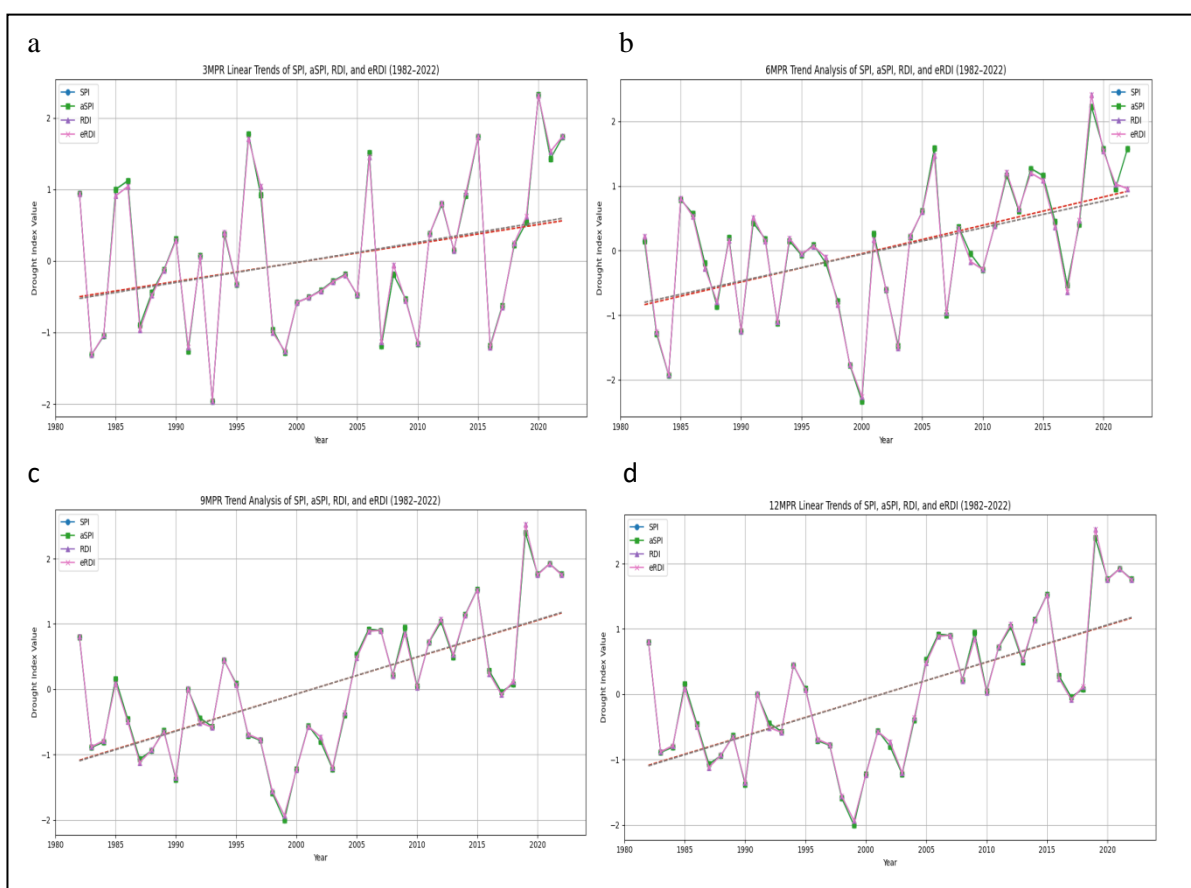 a
3MPR Linear Trends of SPI, aSPI, RDI, and eRDI (1982–2022)
SPI
aSPI
RDI
eRDI
Drought Index Value
2
1
0
−1
−2
1980 1985 1990 1995 2000 2005 2010 2015 2020
Year
b
6MPR Trend Analysis of SPI, aSPI, RDI, and eRDI (1982–2022)
SPI
aSPI
RDI
eRDI
Drought Index Value
2
1
0
−1
−2
1980 1985 1990 1995 2000 2005 2010 2015 2020
Year
c
9MPR Trend Analysis of SPI, aSPI, RDI, and eRDI (1982–2022)
SPI
aSPI
RDI
eRDI
Drought Index Value
2
1
0
−1
−2
1980 1985 1990 1995 2000 2005 2010 2015 2020
Year
d
12MPR Linear Trends of SPI, aSPI, RDI, and eRDI (1982–2022)
SPI
aSPI
RDI
eRDI
Drought Index Value
2
1
0
−1
−2
1980 1985 1990 1995 2000 2005 2010 2015 2020
Year